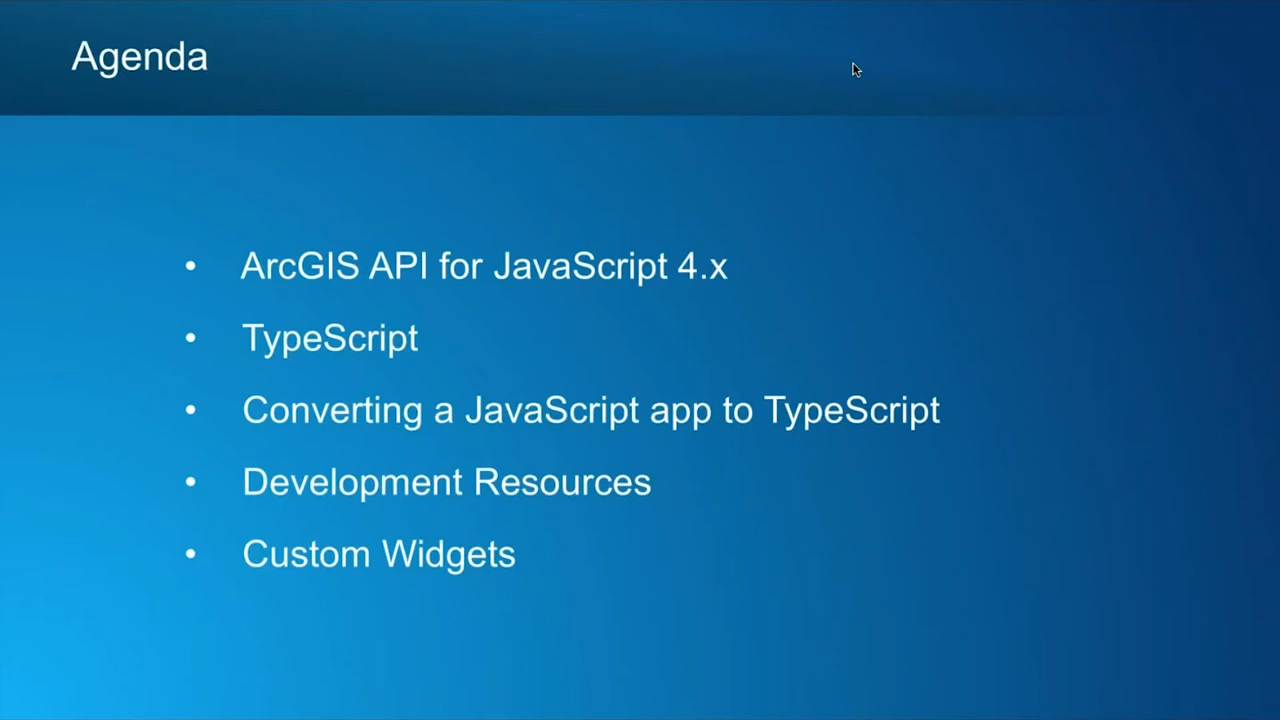 Agenda
• ArcGIS API for JavaScript 4.x
• TypeScript
• Converting a JavaScript app to TypeScript
• Development Resources
• Custom Widgets